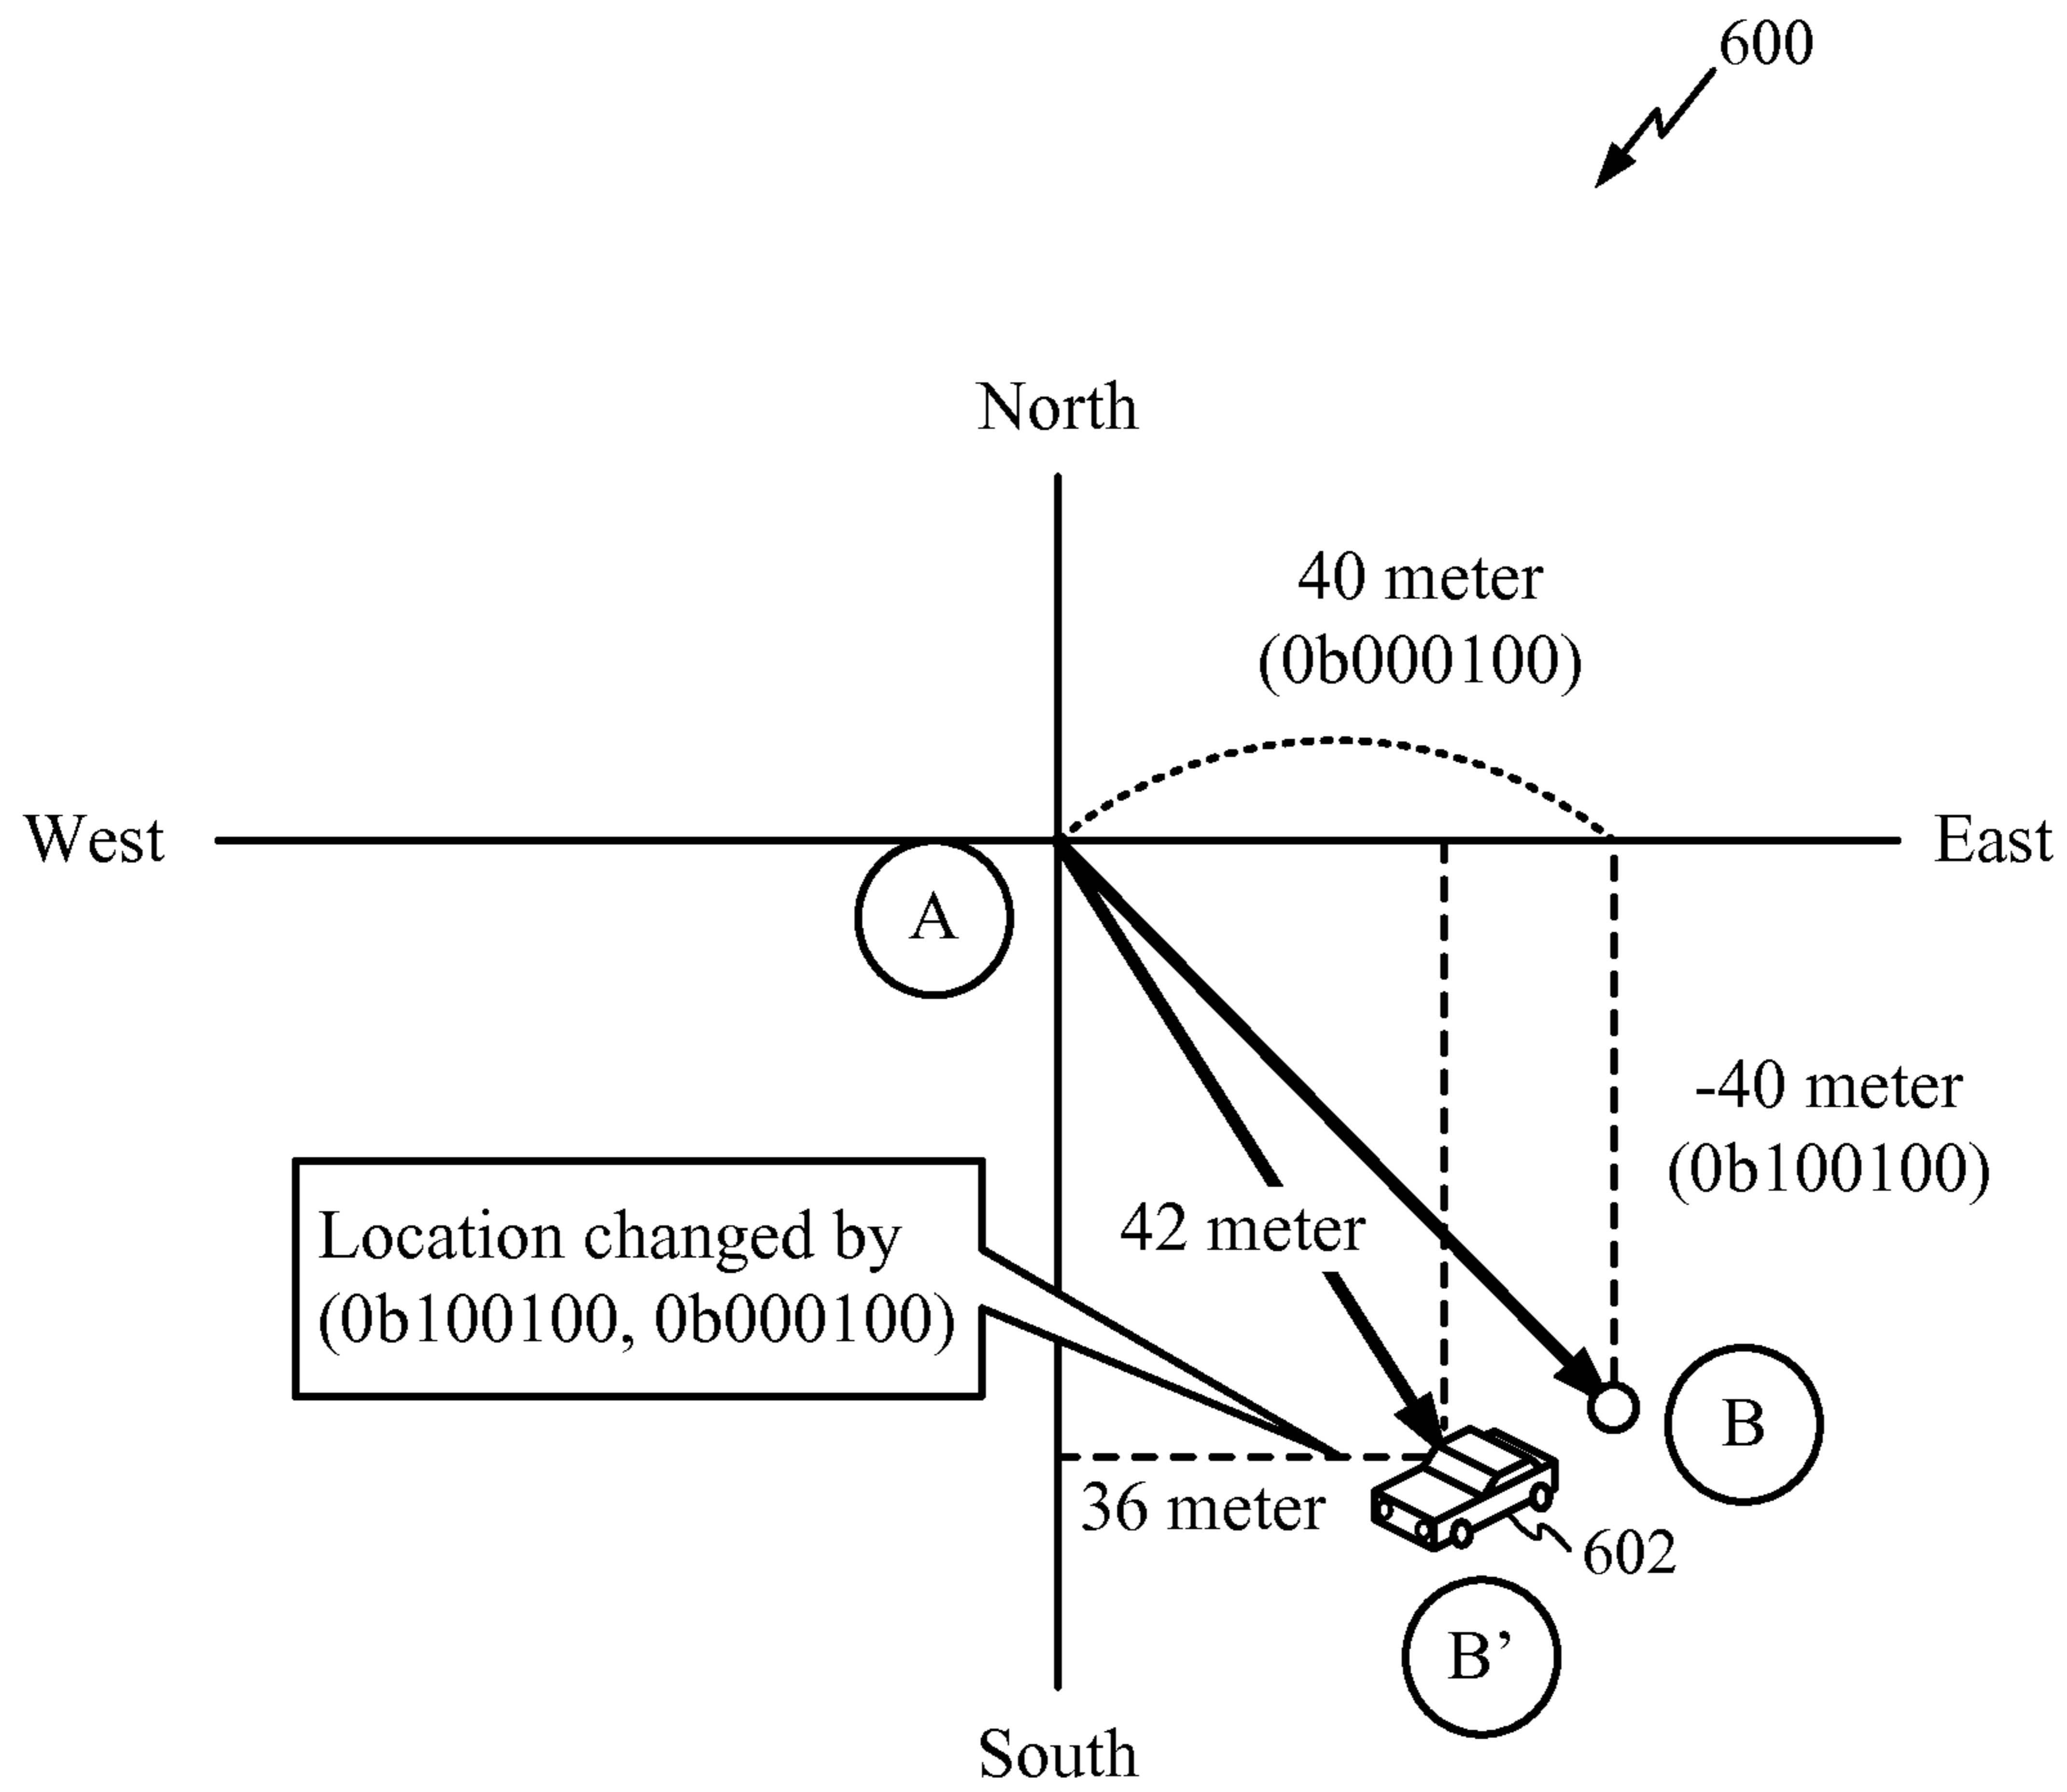 600
North
40 meter
(0b000100)
West
East
A
-40 meter
(0b100100)
Location changed by
(0b100100, 0b000100)
42 meter
B
36 meter
602
B’
South